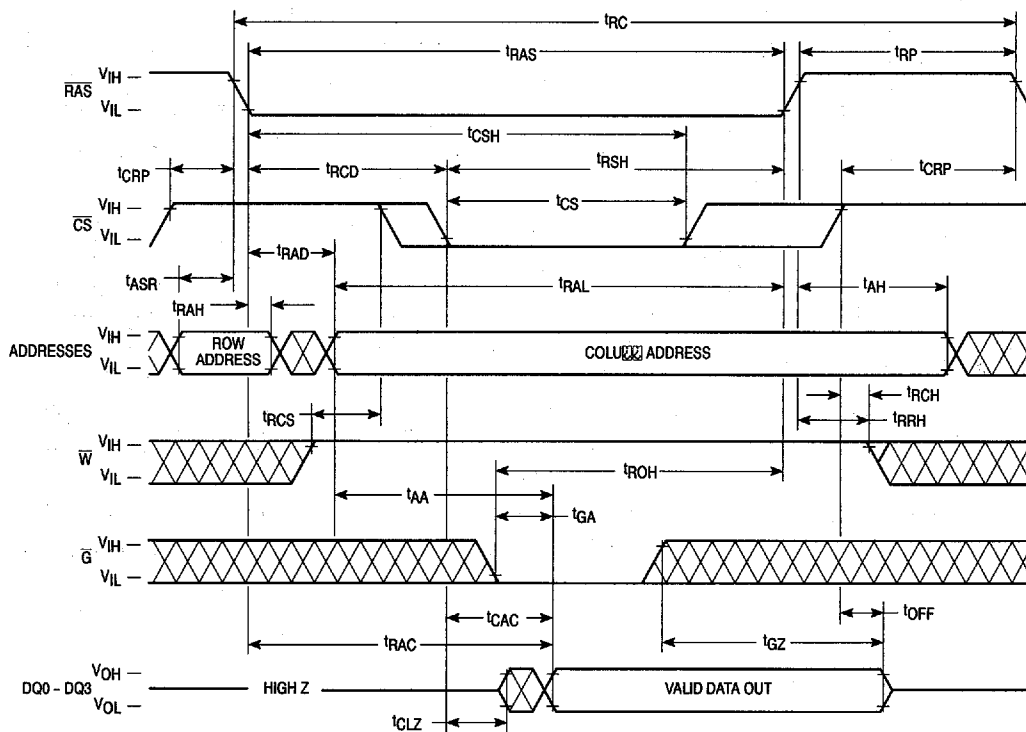 tRC
tRAS
tRP
RAS
VIH
VIL
tCSH
tCRP
tRCD
tRSH
tCRP
tCS
CS
VIH
VIL
tRAD
tASR
tRAH
tRAL
tAH
ADDRESSES
VIH
VIL
ROW
ADDRESS
ADDRESS
tRCH
tRCS
tRRH
W
VIH
VIL
tROH
tAA
tGA
G
VIH
VIL
tCAC
tOFF
tRAC
tGZ
DQ0 – DQ3
VOH
VOL
HIGH Z
VALID DATA OUT
tCLZ